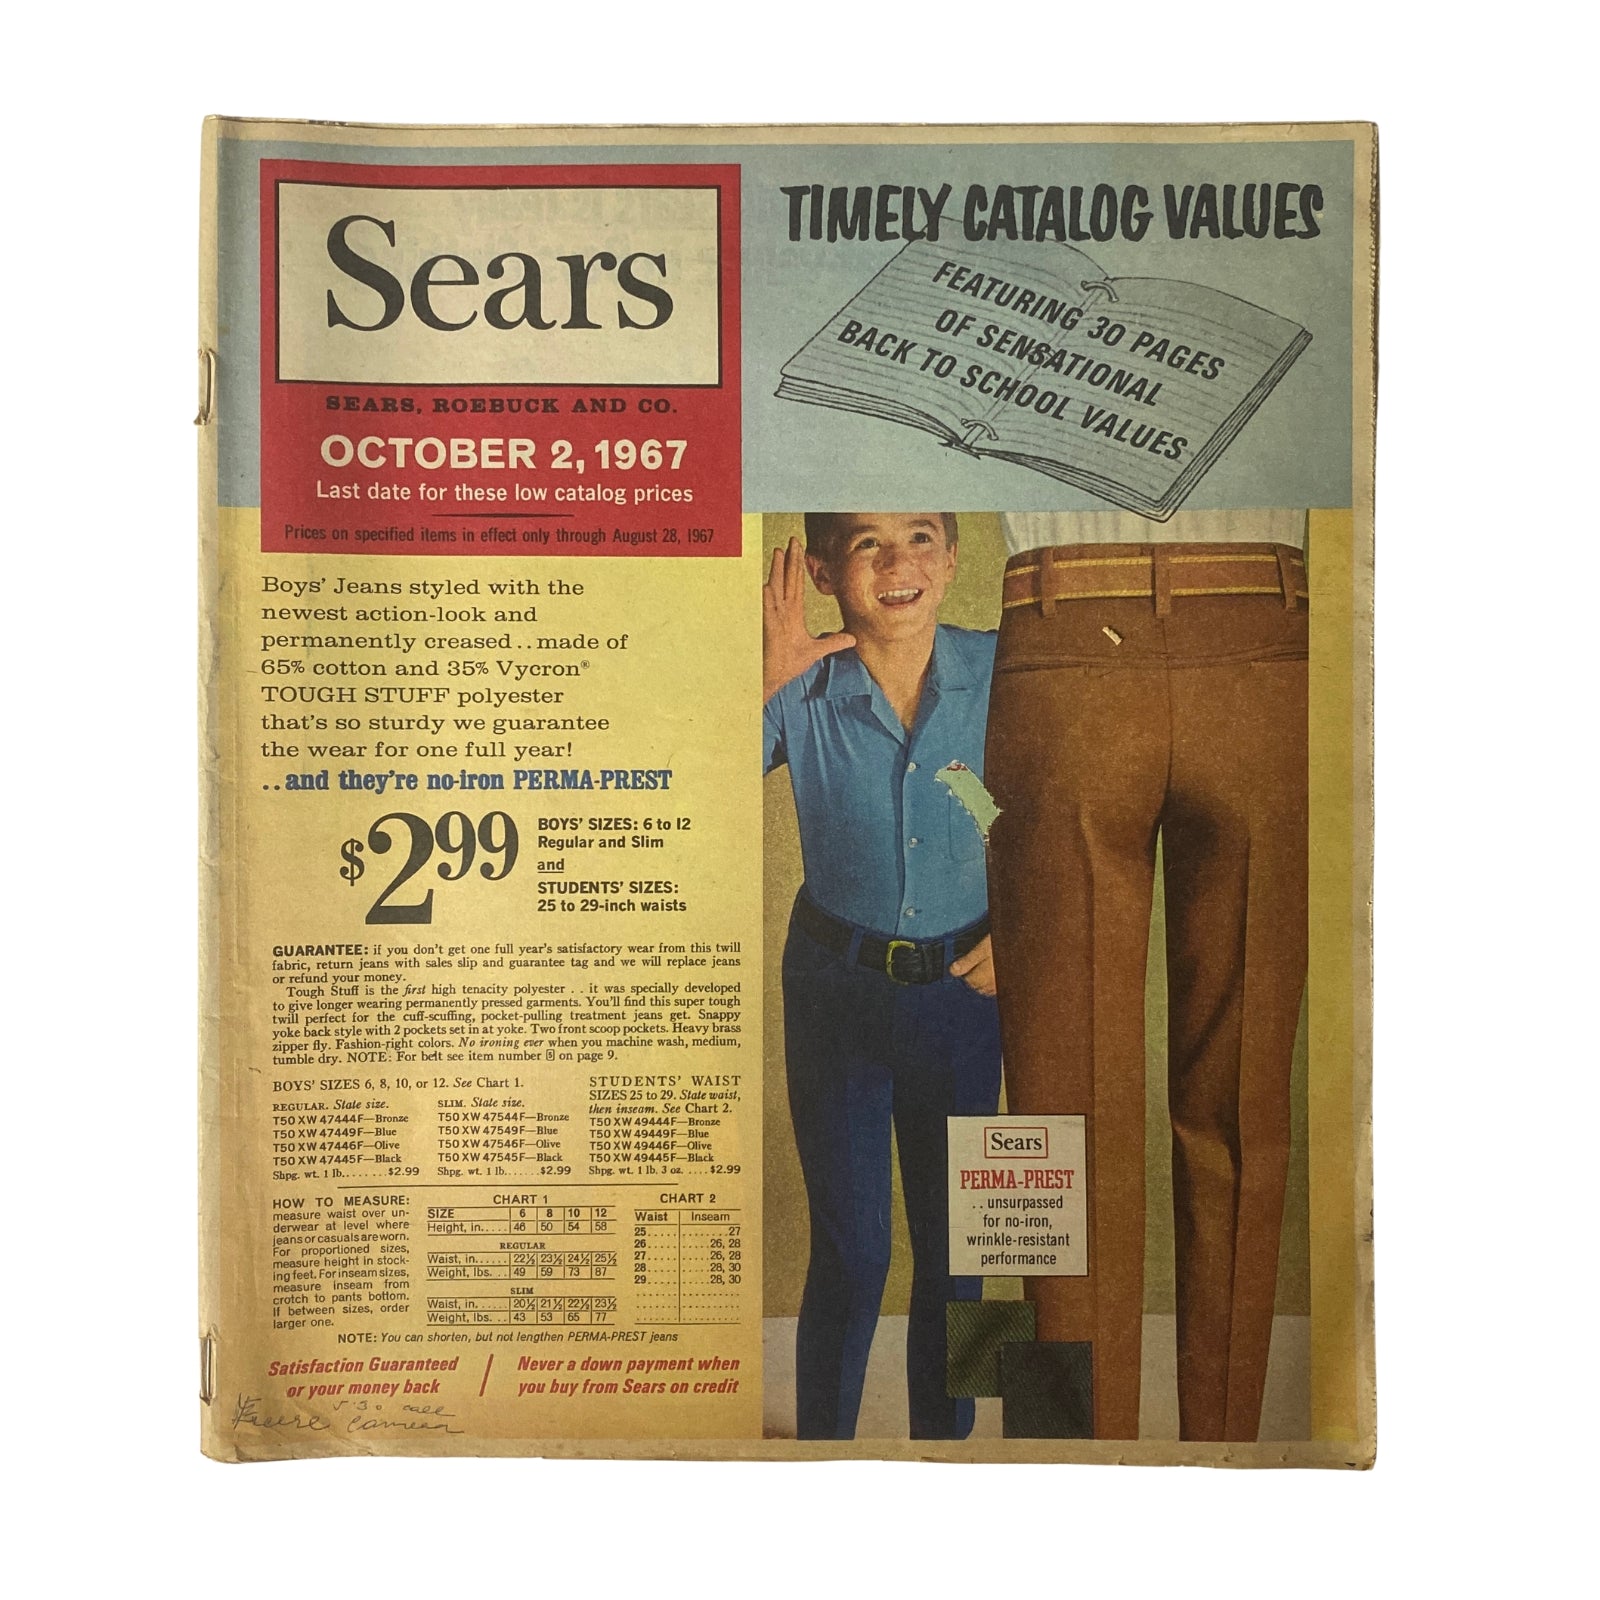 Sears
SEARS, ROEBUCK AND CO.
OCTOBER 2, 1967
Last date for these low catalog prices
Prices on specified items in effect only through August 28, 1967
TIMELY CATALOG VALUES
FEATURING 30 PAGES
OF SENSATIONAL
BACK TO SCHOOL VALUES
Boys' Jeans styled with the
newest action-look and
permanently creased..made of
65% cotton and 35% Vycron®
TOUGH STUFF polyester
that's so sturdy we guarantee
the wear for one full year!
..and they're no-iron PERMA-PREST
$2.99
BOYS' SIZES: 6 to 12
Regular and Slim
and
STUDENTS' SIZES:
25 to 29-inch waists
GUARANTEE: if you don't get one full year's satisfactory wear from this twill
fabric, return jeans with sales slip and guarantee tag and we will replace jeans
or refund your money.
Tough Stuff is the first high tenacity polyester . . it was specially developed
to give longer wearing permanently pressed garments. You'll find this super tough
twill perfect for the cuff-scuffing, pocket-pulling treatment jeans get. Snappy
yoke back style with 2 pockets set in at yoke. Two front scoop pockets. Heavy brass
zipper fly. Fashion-right colors. No ironing ever when you machine wash, medium,
tumble dry. NOTE: For belt see item number 5 on page 9.
BOYS' SIZES 6, 8, 10, or 12. See Chart 1.
REGULAR. State size.
T50 XW 47444F—Bronze
T50 XW 47449F—Blue
T50 XW 47446F—Olive
T50 XW 47445F—Black
Shpg. wt. 1 lb........$2.99
SLIM. State size.
T50 XW 47544F—Bronze
T50 XW 47549F—Blue
T50 XW 47546F—Olive
T50 XW 47545F—Black
Shpg. wt. 1 lb......$2.99
STUDENTS' WAIST
SIZES 25 to 29. State waist,
then inseam. See Chart 2.
T50 XW 49444F—Bronze
T50 XW 49449F—Blue
T50 XW 49446F—Olive
T50 XW 49445F—Black
Shpg. wt. 1 lb. 3 oz. ....$2.99
HOW TO MEASURE:
measure waist over un-
derwear at level where
jeans or casuals are worn.
For proportioned sizes,
measure height in stock-
ing feet. For inseam sizes,
measure inseam from
crotch to pants bottom.
If between sizes, order
larger one.
CHART 1
SIZE 6 8 10 12
Height, in..... 46 50 54 58
REGULAR
Waist, in...... 22½ 23½ 24½ 25½
Weight, lbs. 49 59 73 87
SLIM
Waist, in...... 20½ 21½ 22½ 23½
Weight, lbs. .. 43 53 65 77
CHART 2
Waist Inseam
25 27
26 26, 28
27 26, 28
28 28, 30
29 28, 30
NOTE: You can shorten, but not lengthen PERMA-PREST jeans
Satisfaction Guaranteed
or your money back
Never a down payment when
you buy from Sears on credit
Sears
PERMA-PREST
..unsurpassed
for no-iron,
wrinkle-resistant
performance